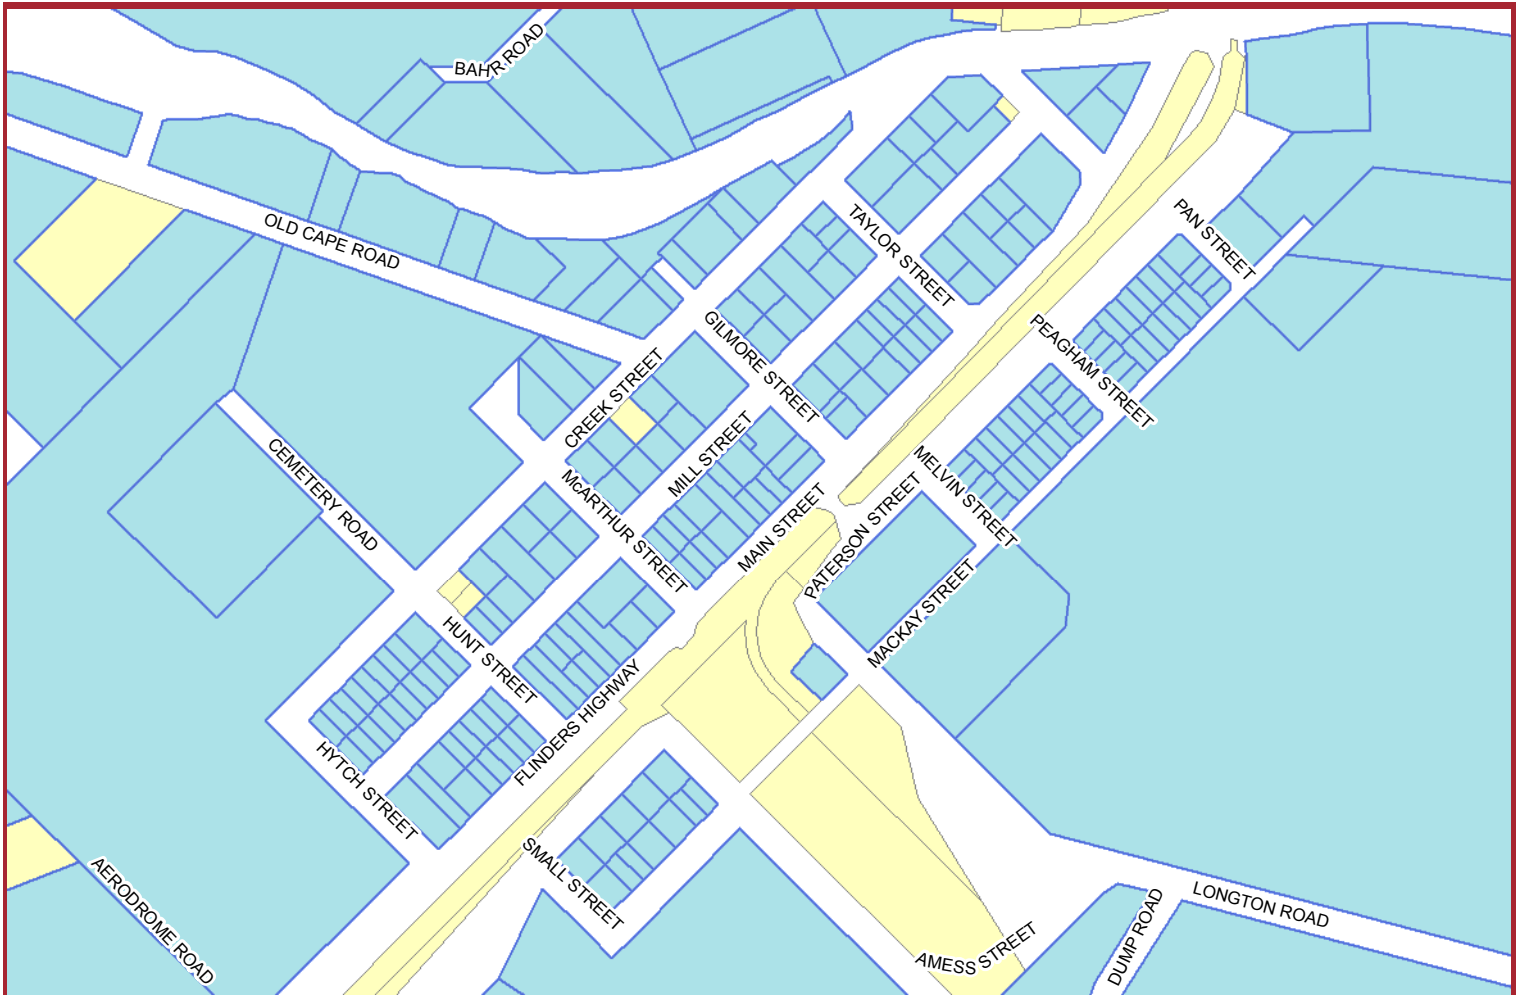 BAHR ROAD
OLD CAPE ROAD
TAYLOR STREET
PAN STREET
GILMORE STREET
PEAGHAM STREET
CREEK STREET
MILL STREET
CEMETERY ROAD
McARTHUR STREET
MELVIN STREET
MAIN STREET
PATERSON STREET
MACKAY STREET
HUNT STREET
FLINDERS HIGHWAY
HYTCH STREET
SMALL STREET
AERODROME ROAD
LONGTON ROAD
DUMP ROAD
AMESS STREET